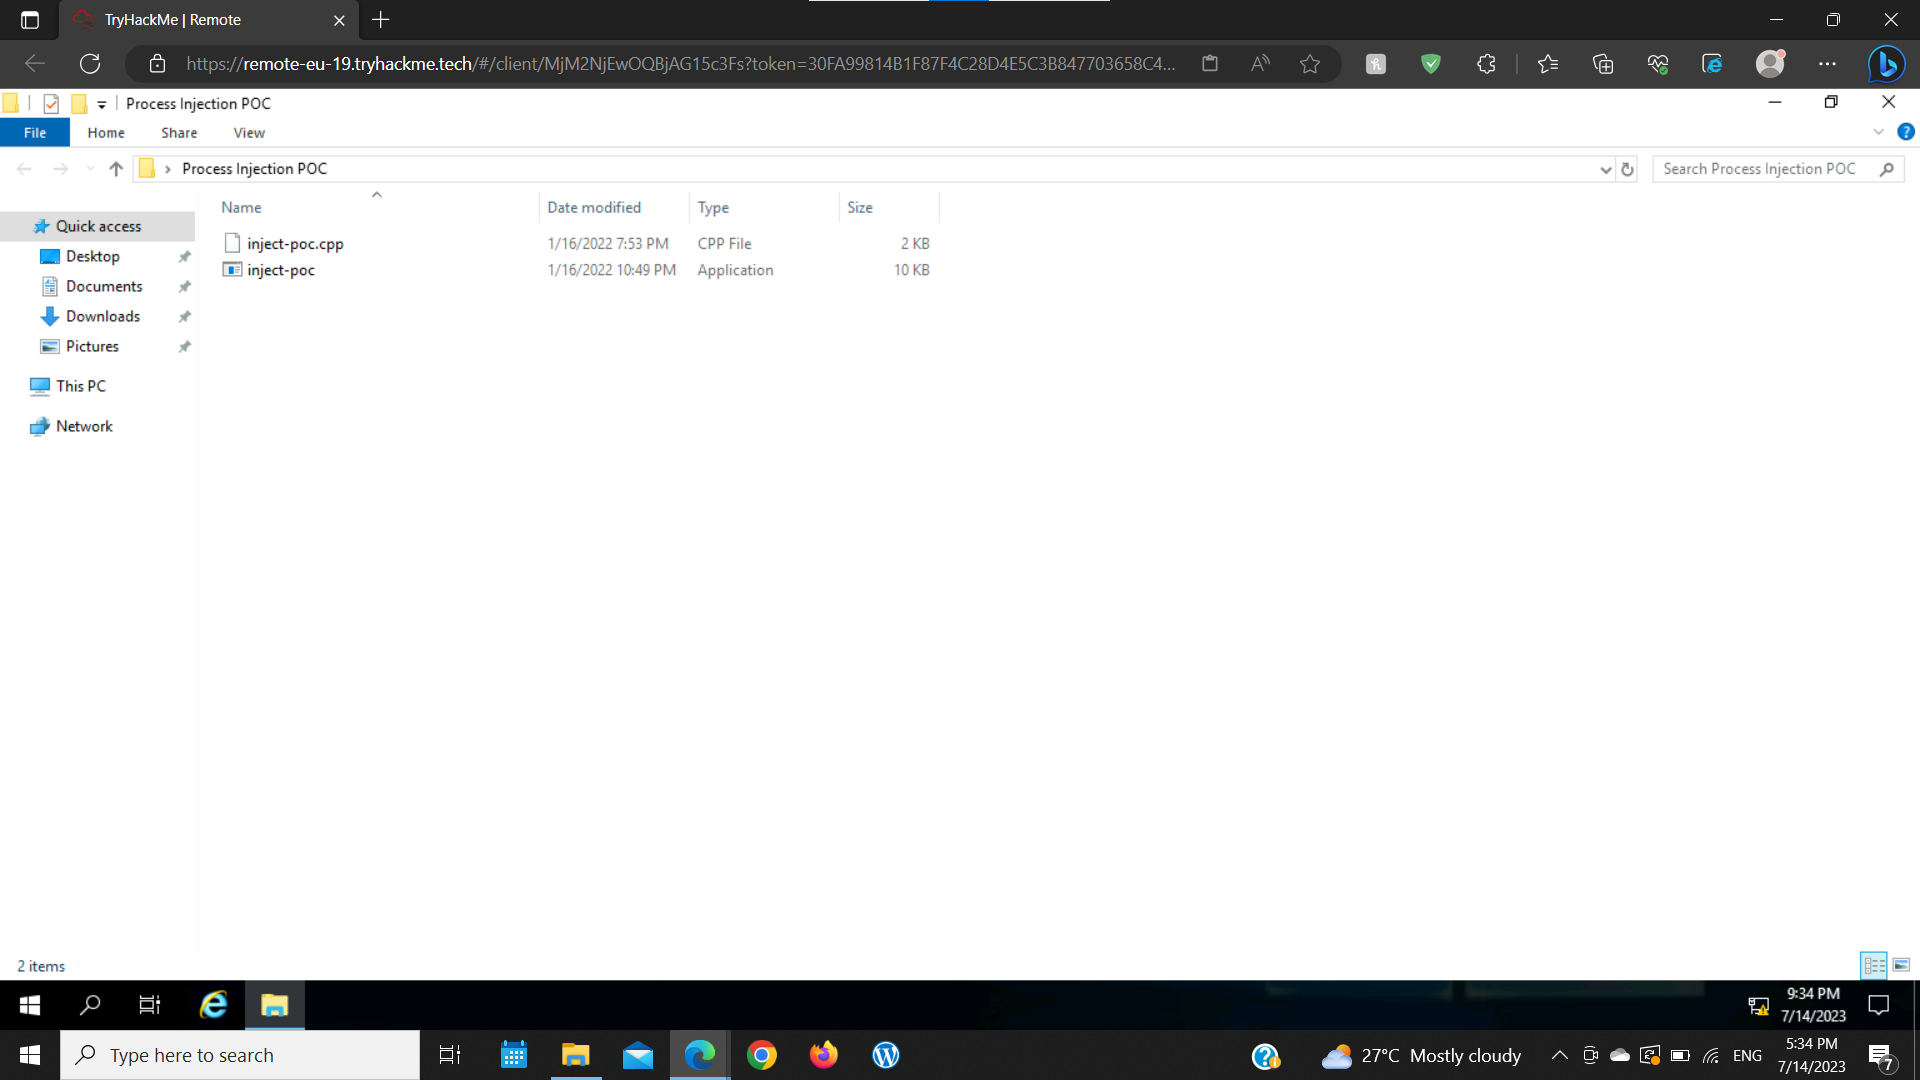 TryHackMe | Remote
https://remote-eu-19.tryhackme.tech/#/client/MjM2NjEwOQBjAG15c3Fs?token=30FA99814B1F87F4C28D4E5C3B847703658C4...
Process Injection POC
File Home Share View
Process Injection POC
Search Process Injection POC
Name Date modified Type Size
Quick access
inject-poc.cpp 1/16/2022 7:53 PM CPP File 2 KB
Desktop
inject-poc 1/16/2022 10:49 PM Application 10 KB
Documents
Downloads
Pictures
This PC
Network
2 items
9:34 PM
7/14/2023
Type here to search
27°C Mostly cloudy
ENG
5:34 PM
7/14/2023
7